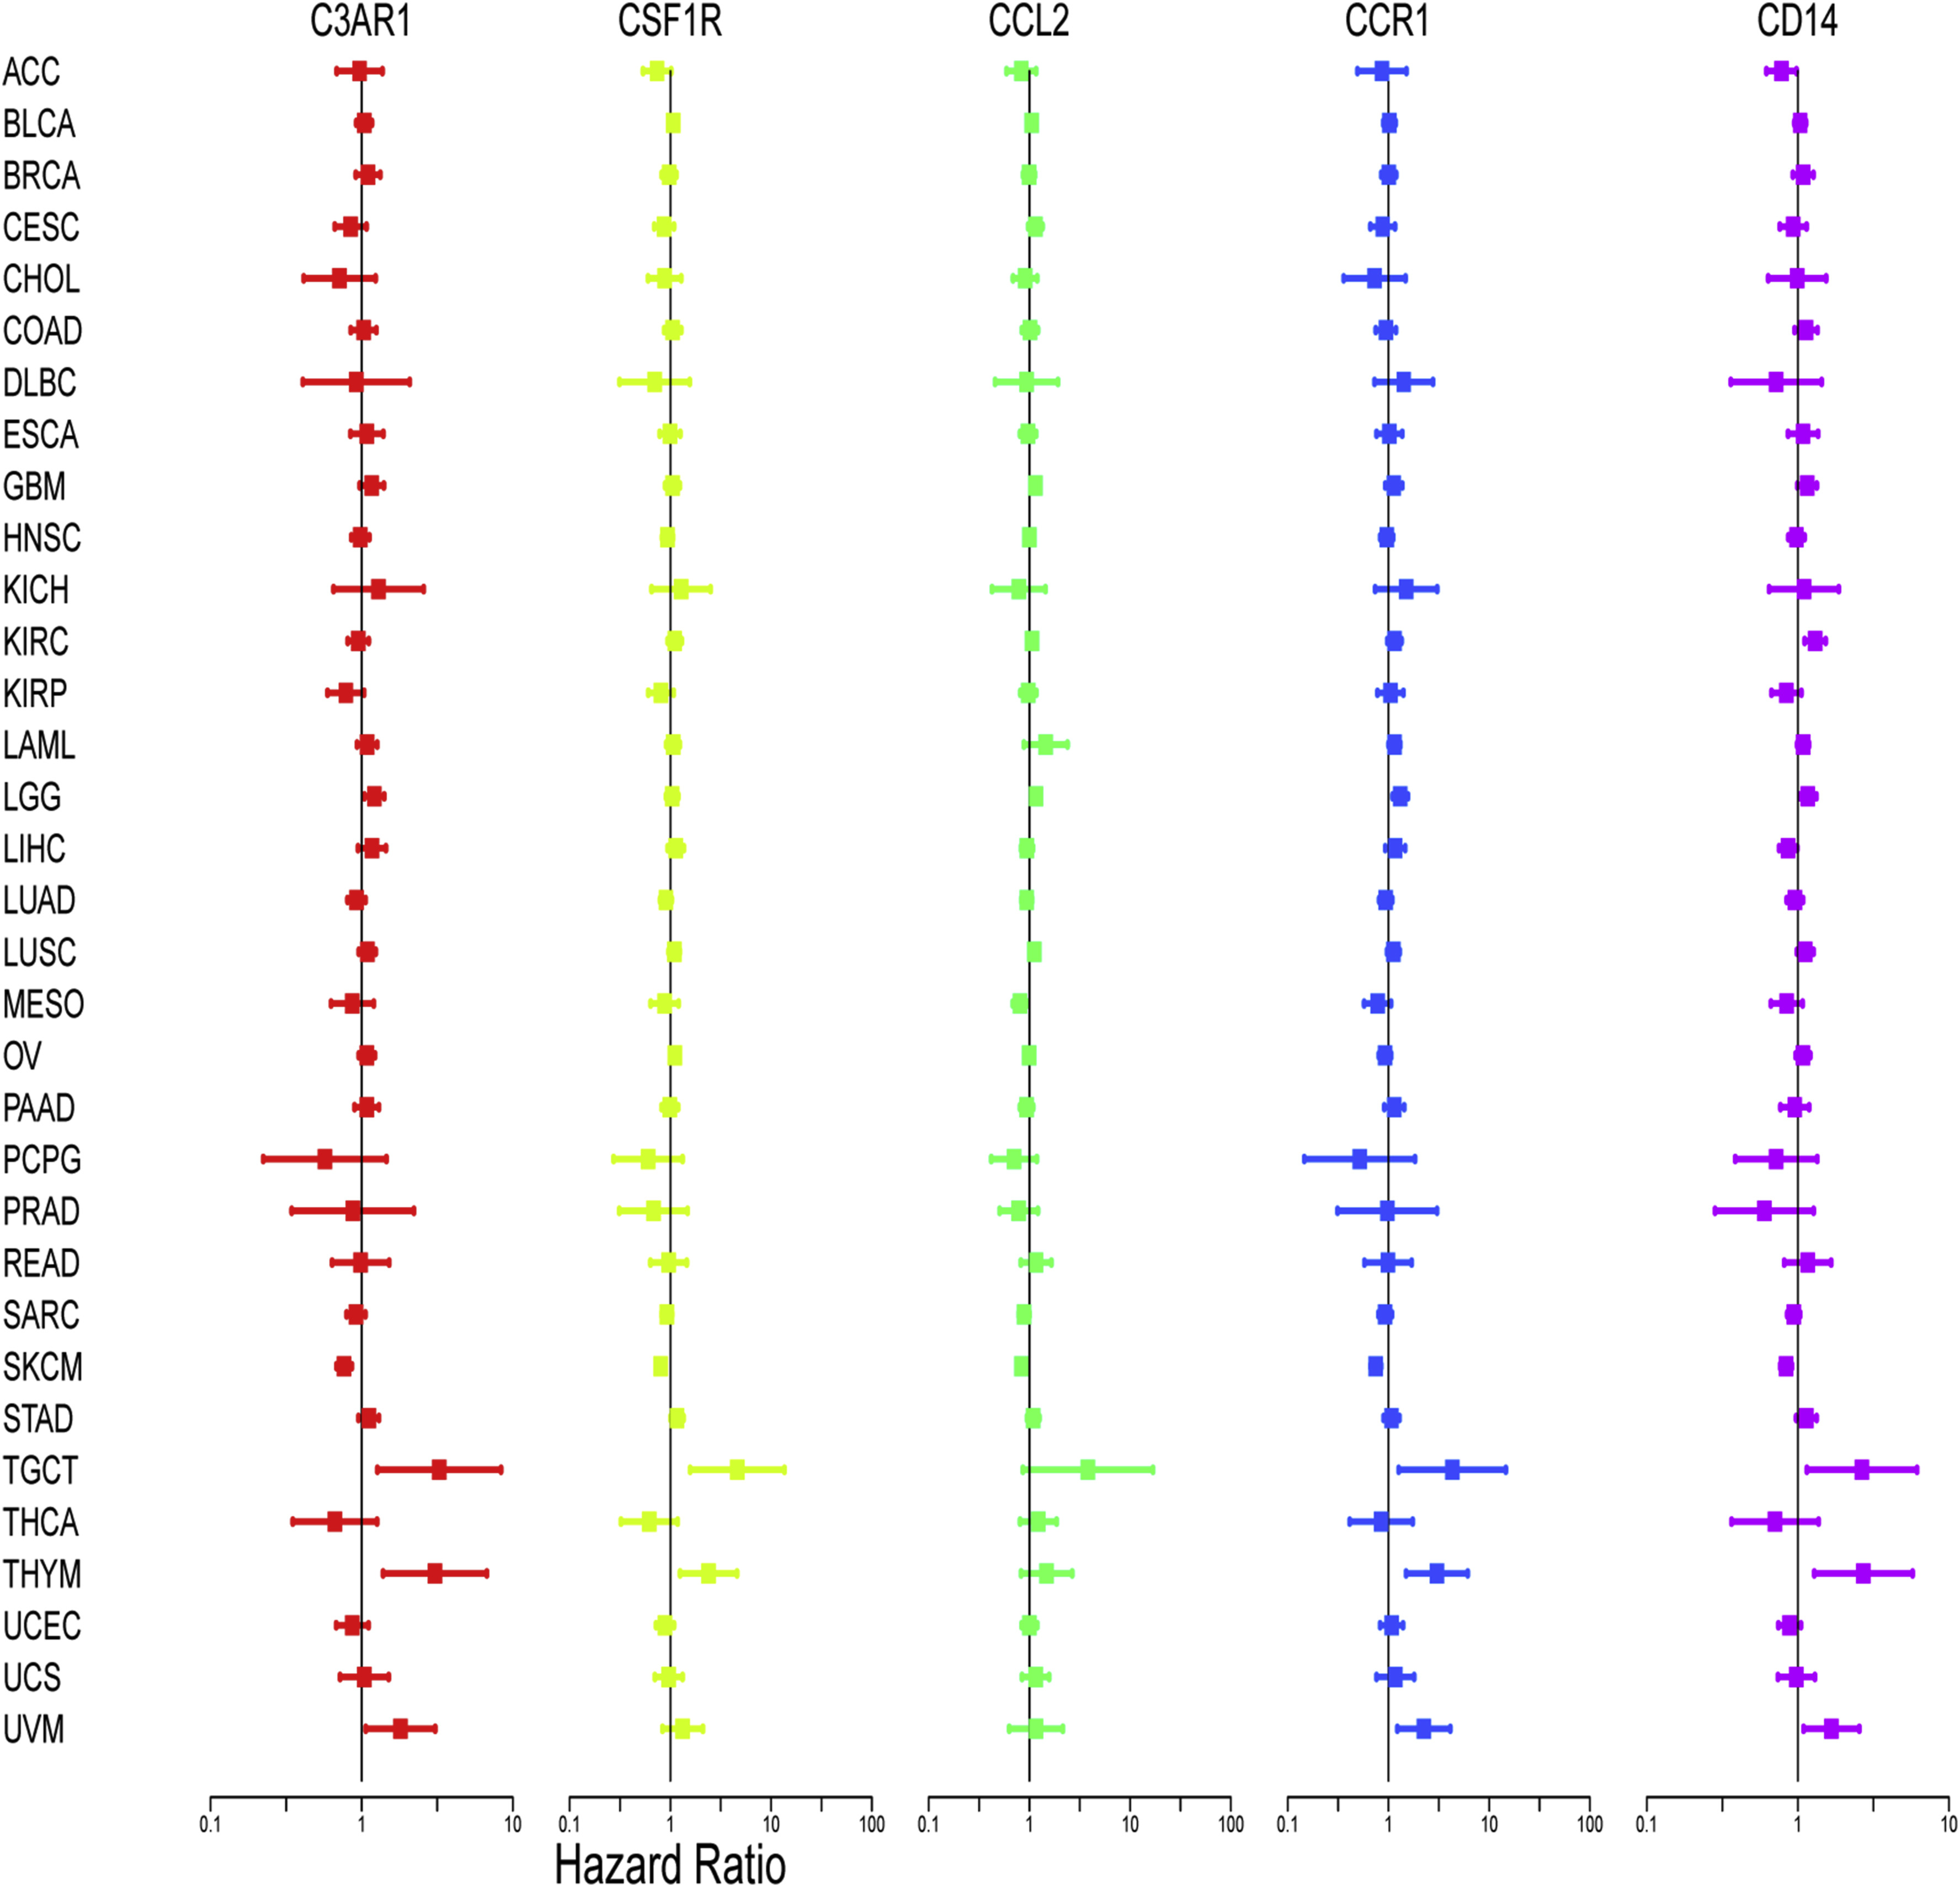 C3AR1 CSF1R CCL2 CCR1 CD14
ACC
BLCA
BRCA
CESC
CHOL
COAD
DLBC
ESCA
GBM
HNSC
KICH
KIRC
KIRP
LAML
LGG
LIHC
LUAD
LUSC
MESO
OV
PAAD
PCPG
PRAD
READ
SARC
SKCM
STAD
TGCT
THCA
THYM
UCEC
UCS
UVM
0.1 1 10 0.1 1 10 100 0.1 1 10 100 0.1 1 10 100 0.1 1 10
Hazard Ratio